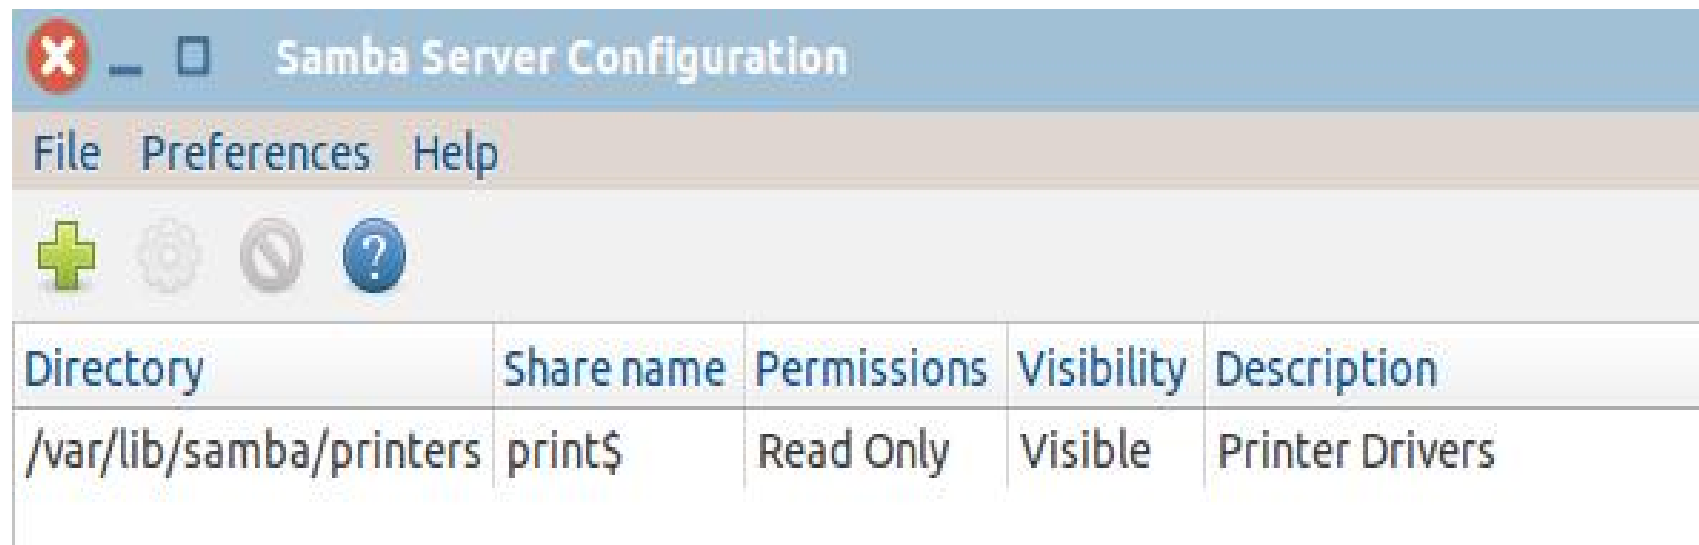 Samba Server Configuration
File Preferences Help
?
Directory Share name Permissions Visibility Description
/var/lib/samba/printers print$ Read Only Visible Printer Drivers